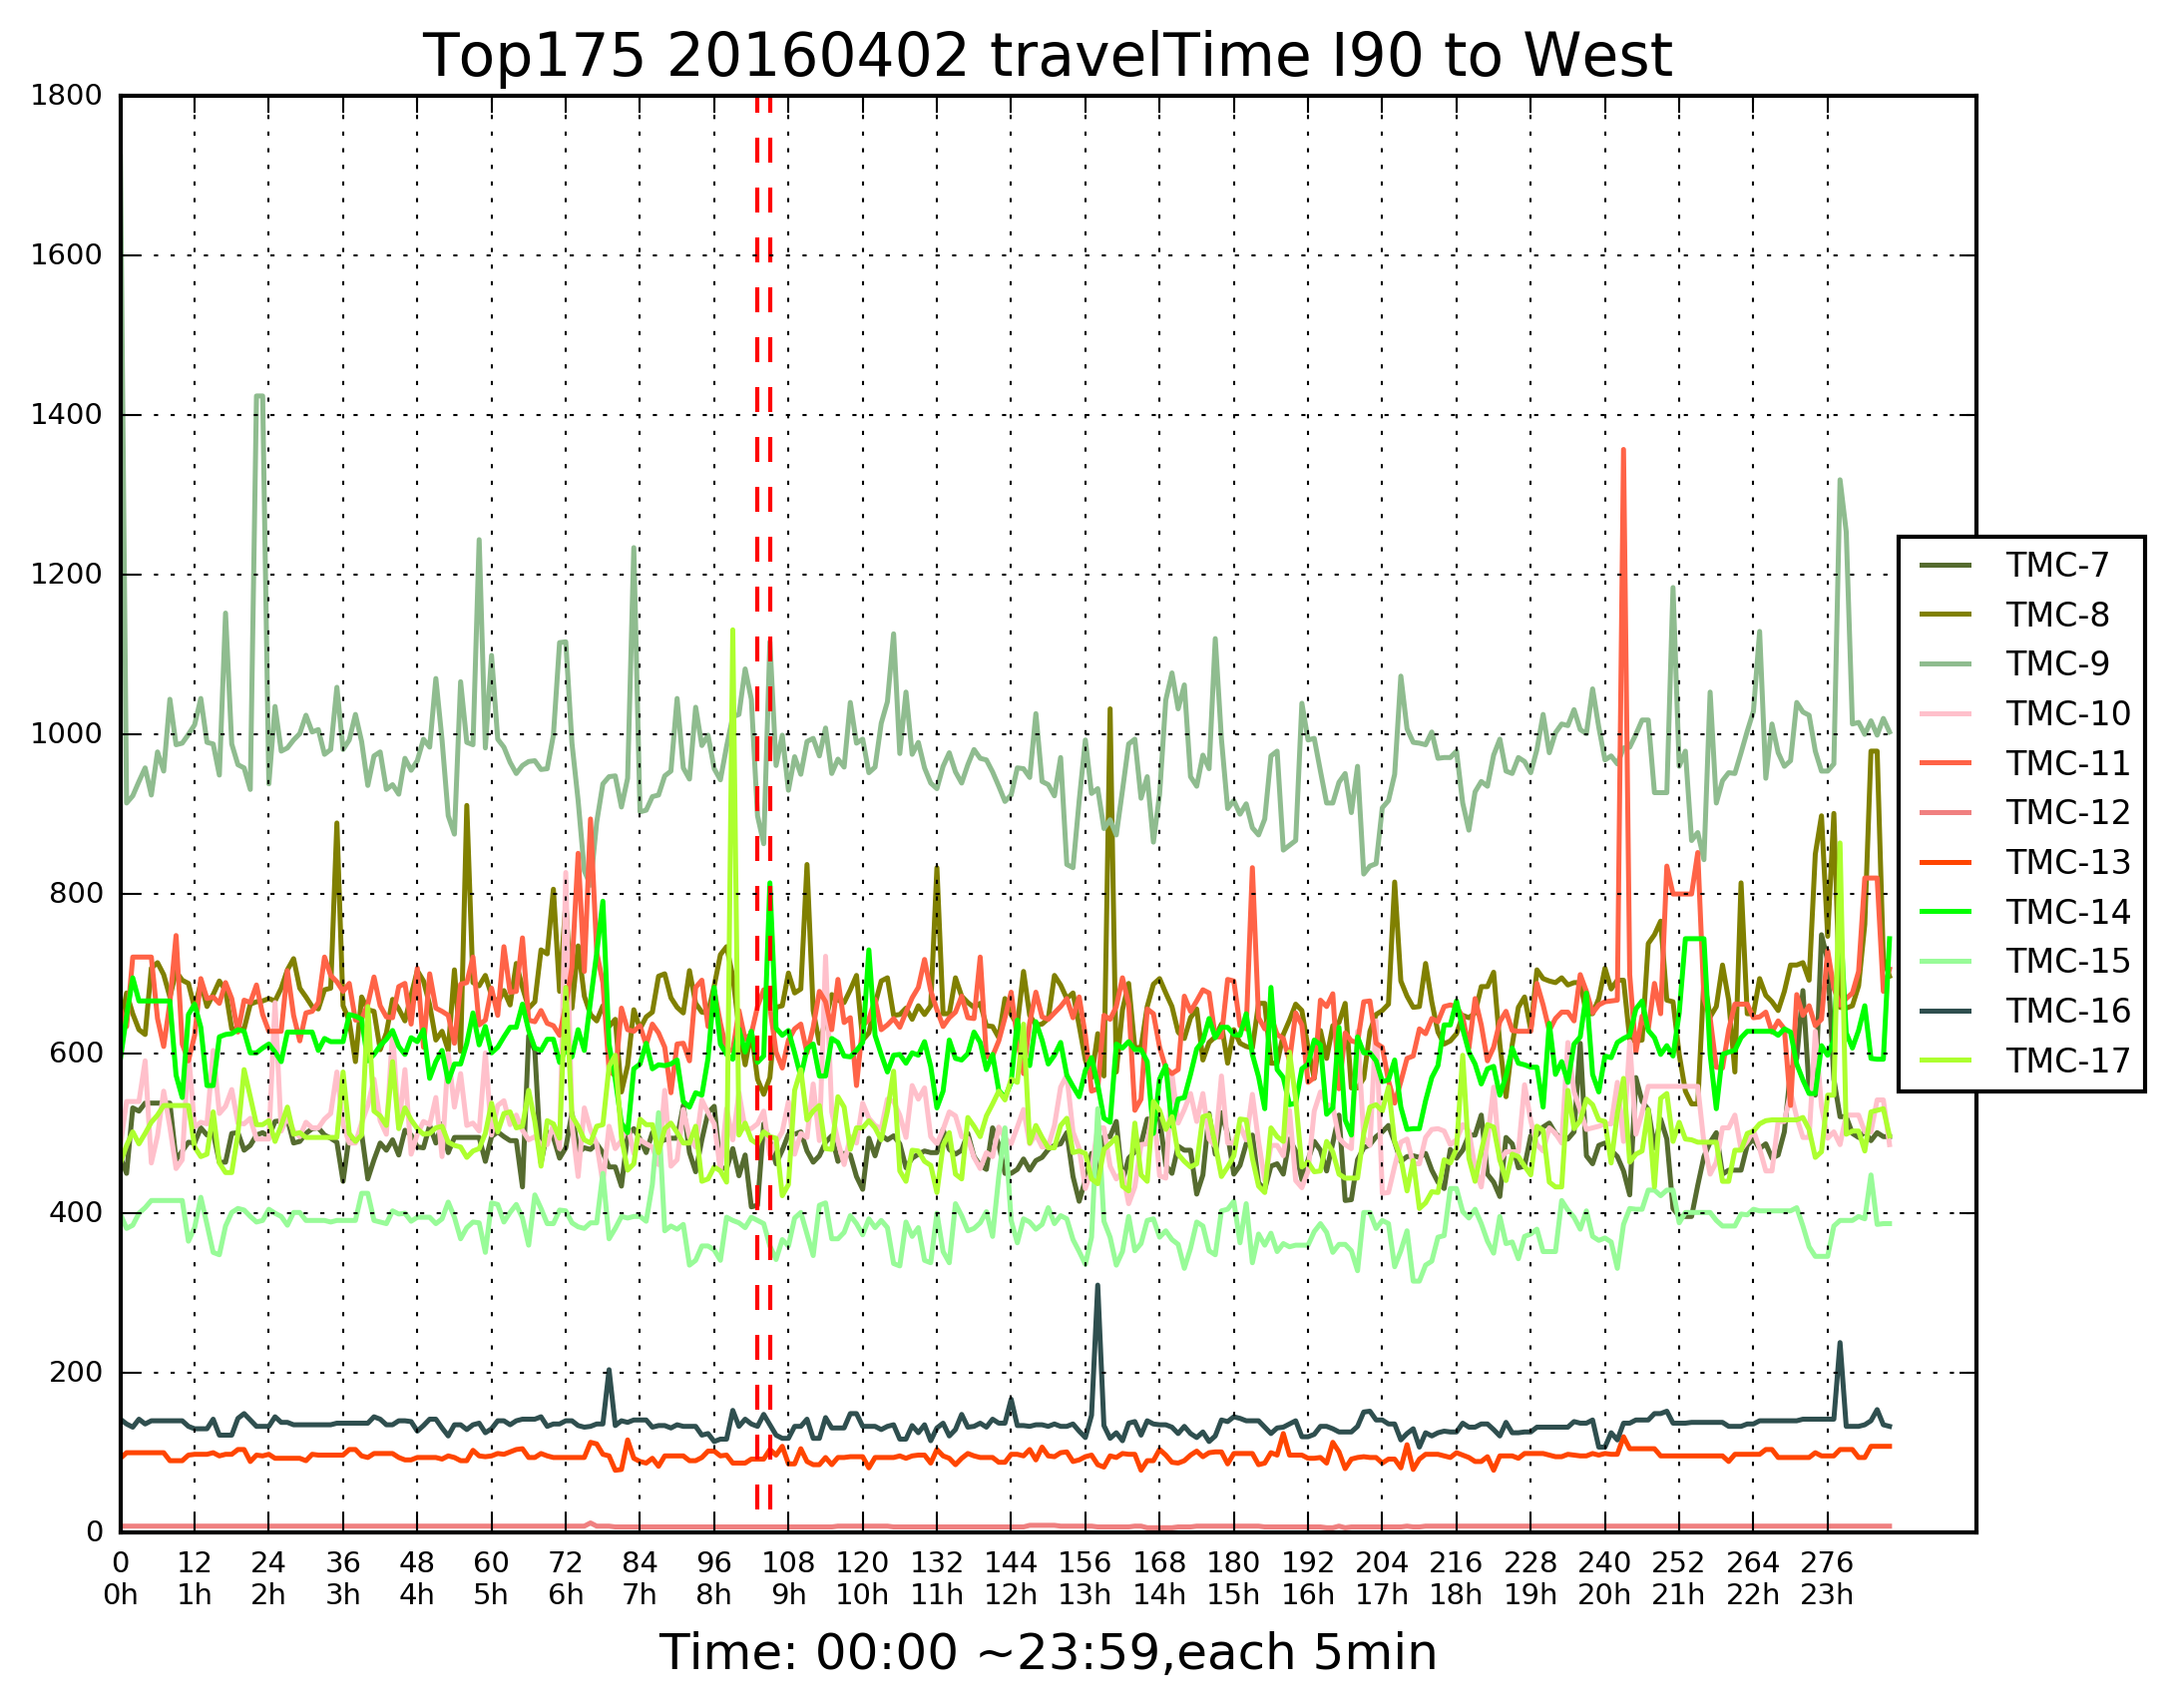 Top175 20160402 travelTime I90 to West
1800
1600
1400
1200
1000
800
600
400
200
0
TMC-7
TMC-8
TMC-9
TMC-10
TMC-11
TMC-12
TMC-13
TMC-14
TMC-15
TMC-16
TMC-17
0 12 24 36 48 60 72 84 96 108 120 132 144 156 168 180 192 204 216 228 240 252 264 276
0h 1h 2h 3h 4h 5h 6h 7h 8h 9h 10h 11h 12h 13h 14h 15h 16h 17h 18h 19h 20h 21h 22h 23h
Time: 00:00 ~23:59,each 5min